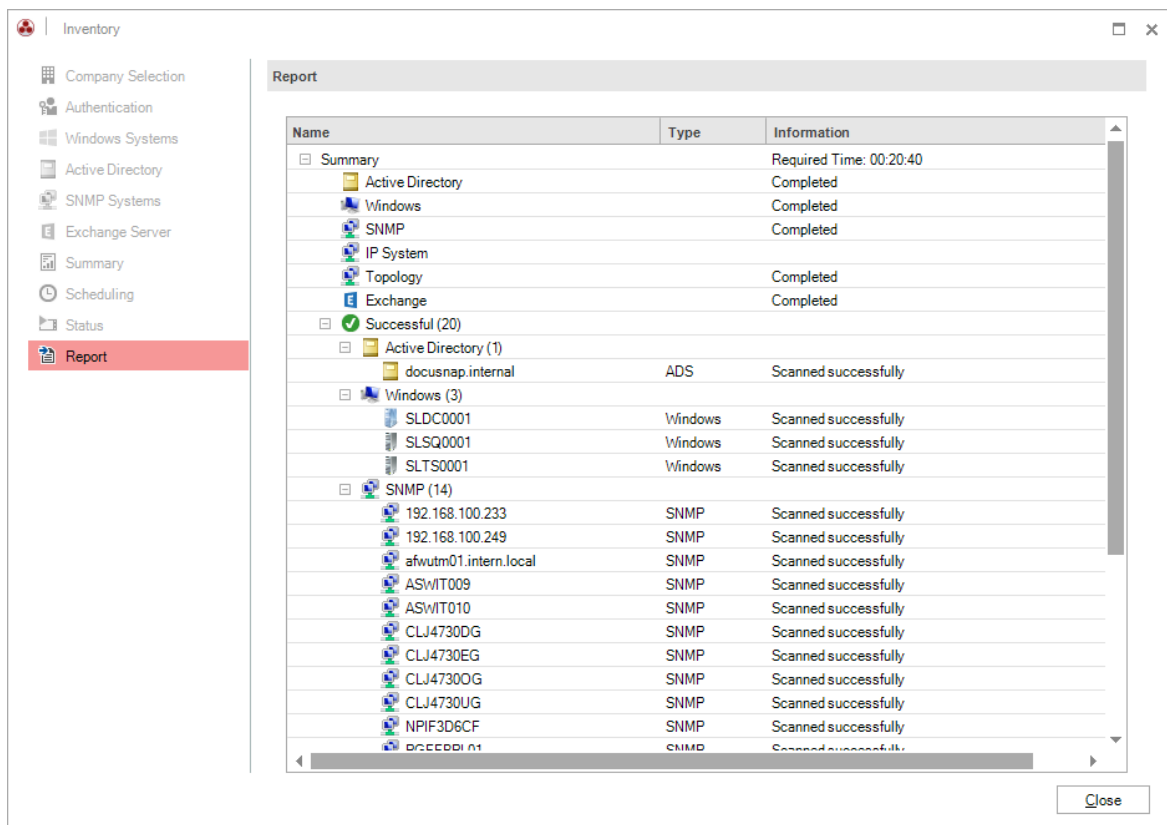 Inventory
Company Selection
Authentication
Windows Systems
Active Directory
SNMP Systems
Exchange Server
Summary
Scheduling
Status
Report
Report
Name Type Information
Summary Required Time: 00:20:40
Active Directory Completed
Windows Completed
SNMP Completed
IP System
Topology Completed
Exchange Completed
Successful (20)
Active Directory (1)
docusnap.internal ADS Scanned successfully
Windows (3)
SLDC0001 Windows Scanned successfully
SLSQ0001 Windows Scanned successfully
SLTS0001 Windows Scanned successfully
SNMP (14)
192.168.100.233 SNMP Scanned successfully
192.168.100.249 SNMP Scanned successfully
afwutm01.intern.local SNMP Scanned successfully
ASWIT009 SNMP Scanned successfully
ASWIT010 SNMP Scanned successfully
CLJ4730DG SNMP Scanned successfully
CLJ4730EG SNMP Scanned successfully
CLJ4730OG SNMP Scanned successfully
CLJ4730UG SNMP Scanned successfully
NPIF3D6CF SNMP Scanned successfully
SNMP Scanned successfully
Close